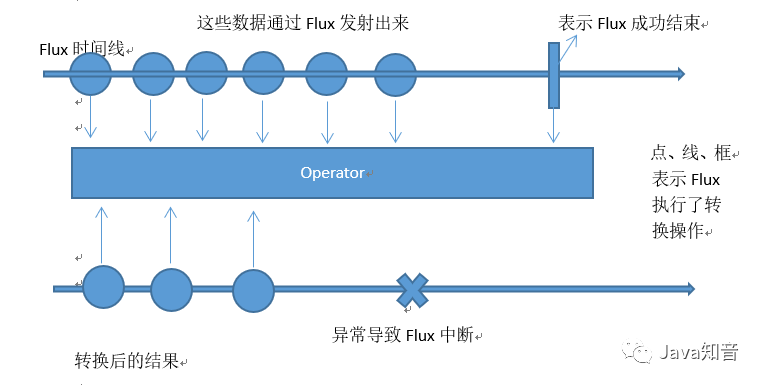 这些数据通过 Flux 发射出来
表示 Flux 成功结束
Flux 时间线
Operator
点、线、框
表示 Flux
执行了转
换操作
异常导致 Flux 中断
转换后的结果
Java知音